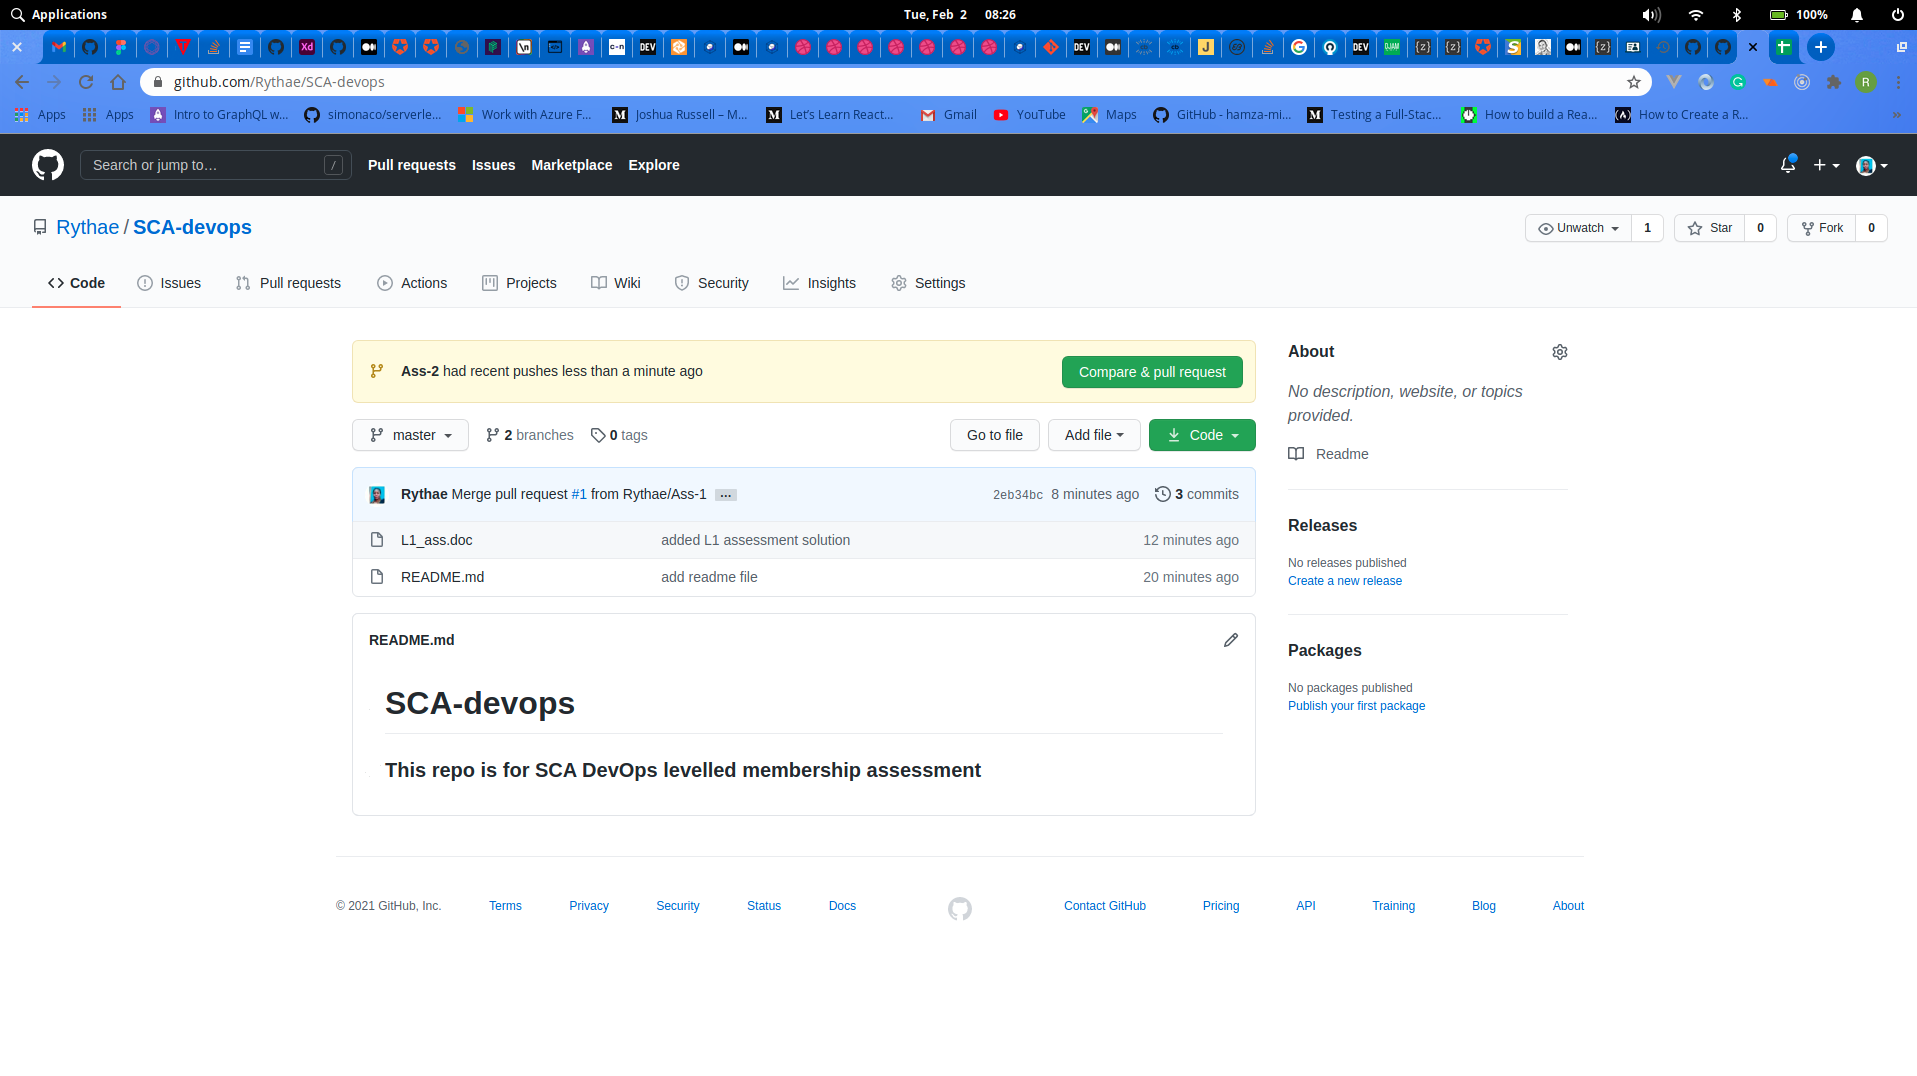 Applications
Tue, Feb 2 08:26
100%
github.com/Rythae/SCA-devops
Apps
Apps
Intro to GraphQL w...
simonaco/serverle...
Work with Azure F...
Joshua Russell – M...
Let's Learn React...
Gmail
YouTube
Maps
GitHub - hamza-mi...
Testing a Full-Stac...
How to build a Rea...
How to Create a R...
»
Search or jump to…
/
Pull requests
Issues
Marketplace
Explore
Rythae / SCA-devops
Unwatch 1
Star 0
Fork 0
Code
Issues
Pull requests
Actions
Projects
Wiki
Security
Insights
Settings
Ass-2 had recent pushes less than a minute ago
Compare & pull request
master
2 branches
0 tags
Go to file
Add file
Code
Rythae Merge pull request #1 from Rythae/Ass-1 …
2eb34bc 8 minutes ago
3 commits
L1_ass.doc added L1 assessment solution 12 minutes ago
README.md add readme file 20 minutes ago
README.md
SCA-devops
This repo is for SCA DevOps levelled membership assessment
About
No description, website, or topics
provided.
Readme
Releases
No releases published
Create a new release
Packages
No packages published
Publish your first package
© 2021 GitHub, Inc.
Terms
Privacy
Security
Status
Docs
Contact GitHub
Pricing
API
Training
Blog
About